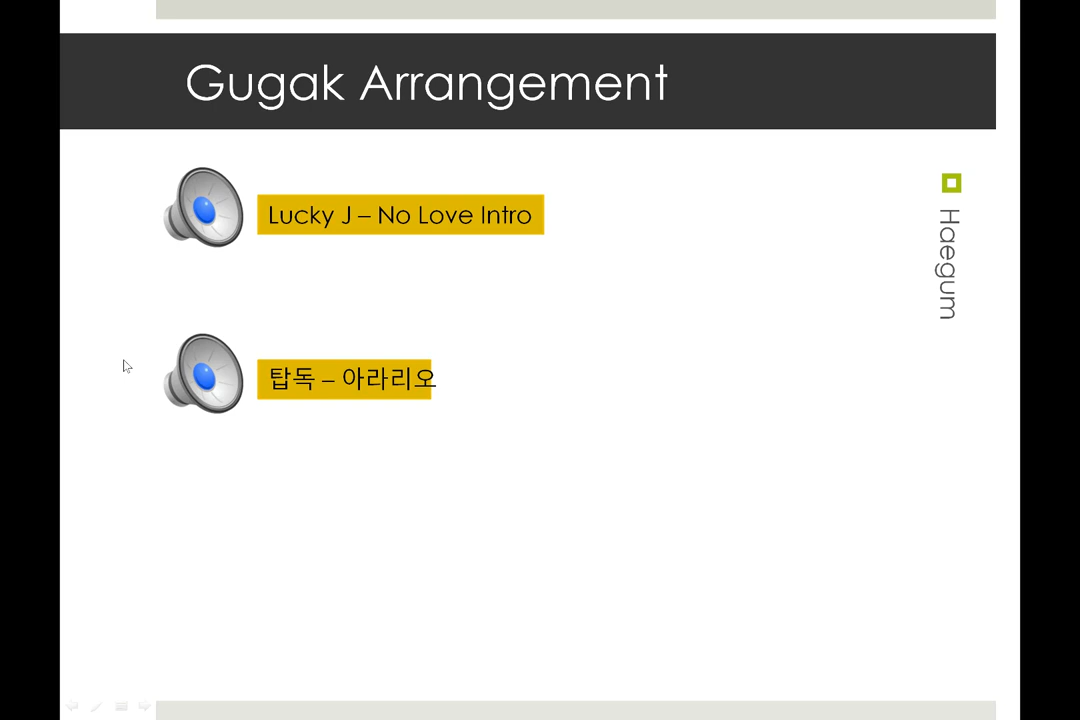 Gugak Arrangement
Lucky J – No Love Intro
탑독 – 아라리오
Haegum